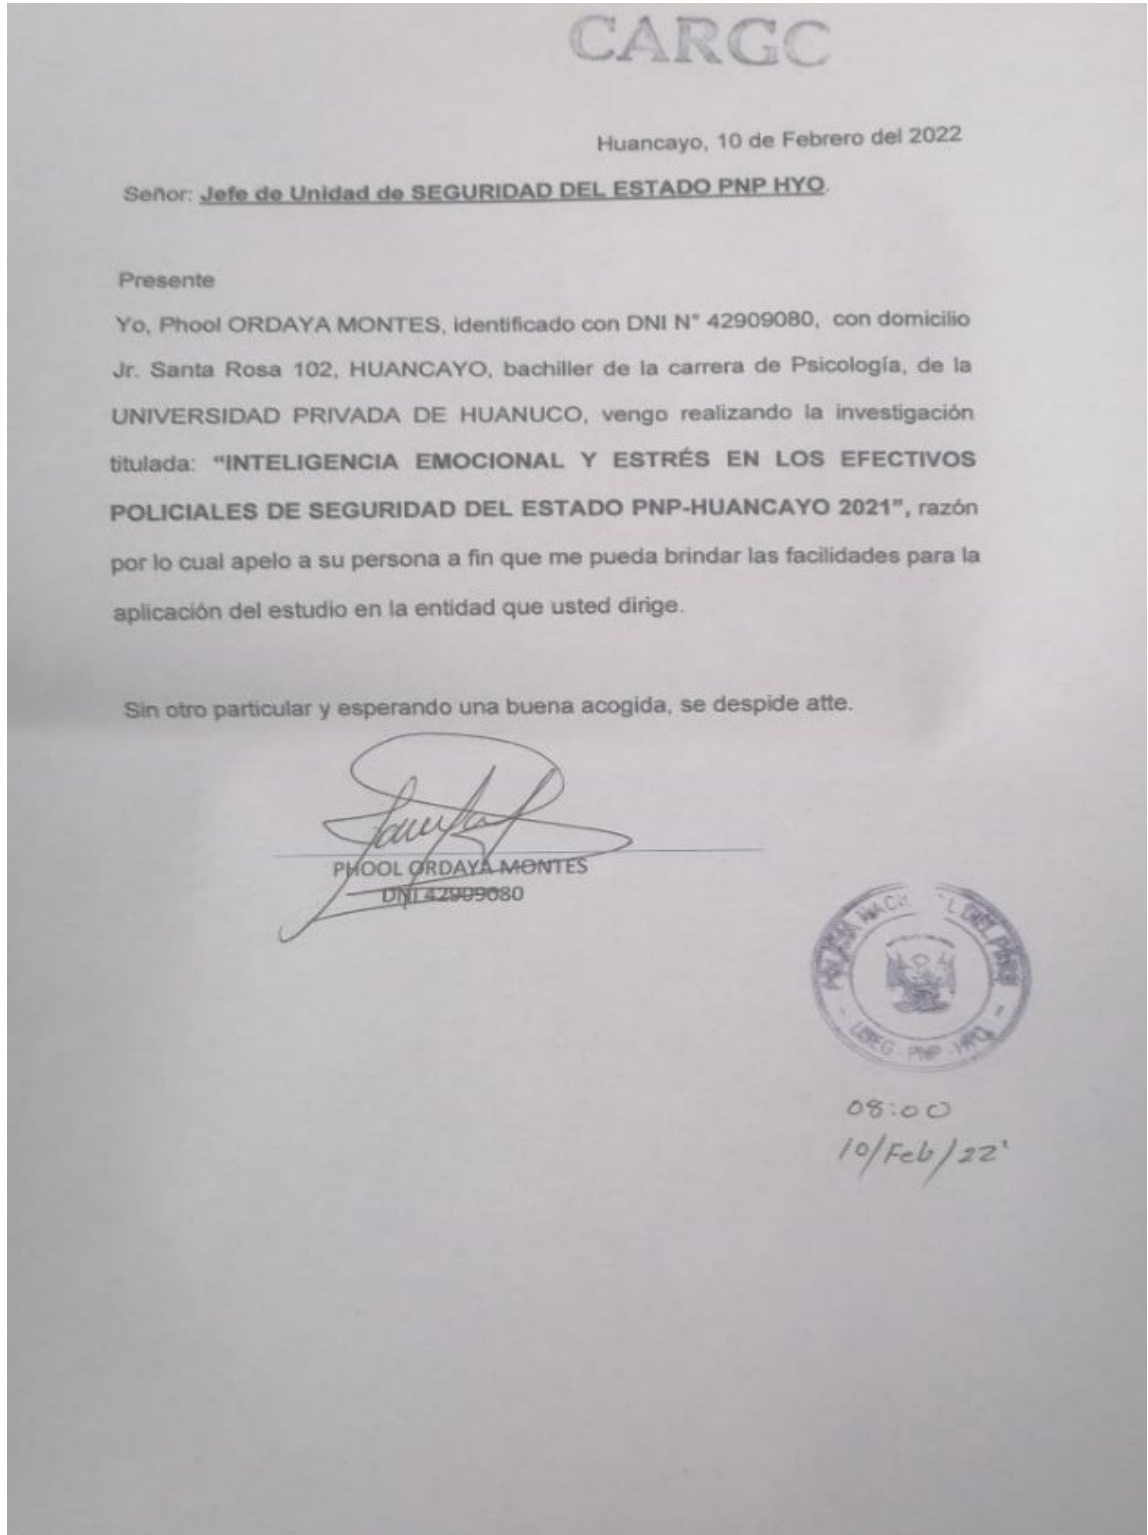 CARGC
Huancayo, 10 de Febrero del 2022
Señor: Jefe de Unidad de SEGURIDAD DEL ESTADO PNP HYO.
Presente
Yo, Phool ORDAYA MONTES, identificado con DNI N° 42909080, con domicilio
Jr. Santa Rosa 102, HUANCAYO, bachiller de la carrera de Psicología, de la
UNIVERSIDAD PRIVADA DE HUANUCO, vengo realizando la investigación
titulada: "INTELIGENCIA EMOCIONAL Y ESTRÉS EN LOS EFECTIVOS
POLICIALES DE SEGURIDAD DEL ESTADO PNP-HUANCAYO 2021", razón
por lo cual apelo a su persona a fin que me pueda brindar las facilidades para la
aplicación del estudio en la entidad que usted dirige.
Sin otro particular y esperando una buena acogida, se despide atte.
PHOOL ORDAYA MONTES
DNI 42909080
PNP - HYO
08:00
10/Feb/22'